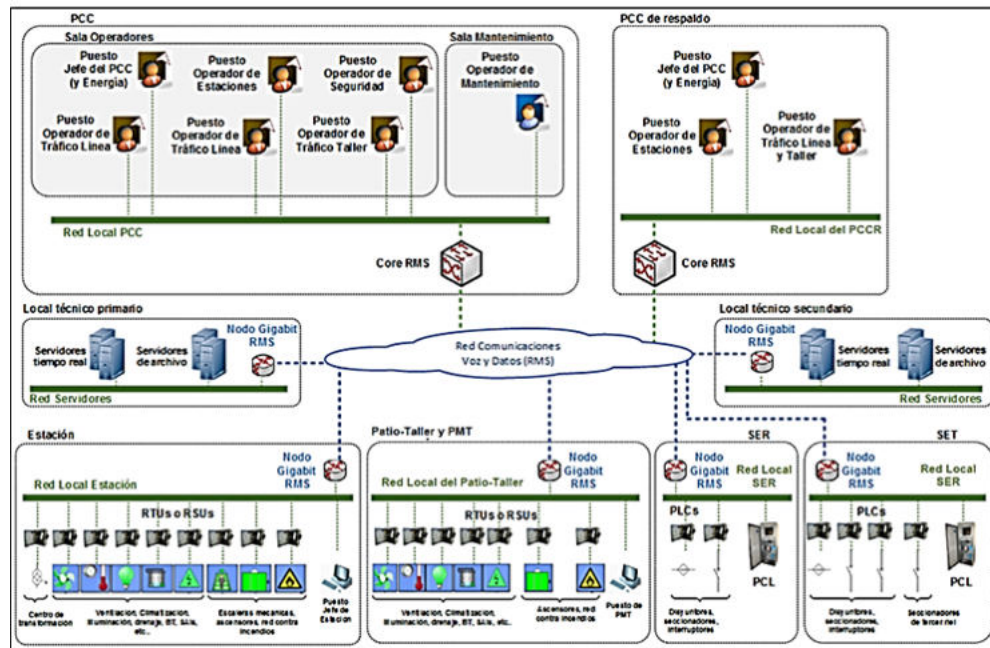 PCC
Sala Operadores
Puesto
Jefe del PCC
(y Energía)
Puesto
Operador de
Estaciones
Puesto
Operador de
Seguridad
Puesto
Operador de
Tráfico Línea
Puesto
Operador de
Tráfico Línea
Puesto
Operador de
Tráfico Taller
Sala Mantenimiento
Puesto
Operador de
Mantenimiento
Red Local PCC
Core RMS
PCC de respaldo
Puesto
Jefe del PCC
(y Energía)
Puesto
Operador de
Estaciones
Puesto
Operador de
Tráfico Línea
y Taller
Red Local del PCCR
Core RMS
Local técnico primario
Servidores
tiempo real
Servidores
de archivo
Nodo Gigabit
RMS
Red Servidores
Red Comunicaciones
Voz y Datos (RMS)
Local técnico secundario
Nodo Gigabit
RMS
Servidores
tiempo real
Servidores
de archivo
Red Servidores
Estación
Nodo
Gigabit
RMS
Red Local Estación
RTUs o RSUs
Centro de
transformación
Ventilación, Climatización,
Iluminación, drenaje, BT, SAIs,
etc..
Escaleras mecánicas,
ascensores, red contra
incendios
Puesto
Jefe de
Estación
Patio-Taller y PMT
Nodo
Gigabit
RMS
Red Local del Patio-Taller
RTUs o RSUs
Ventilación, Climatización,
Iluminación, drenaje, BT, SAIs,
etc..
Ascensores, red
contra incendios
Puesto de
PMT
SER
Nodo
Gigabit
RMS
Red Local
SER
PLCs
PCL
Disyuntores,
seccionadores,
interruptores
SET
Nodo
Gigabit
RMS
Red Local
SER
PLCs
PCL
Disyuntores,
seccionadores,
interruptores
Seccionadores
de tercer riel